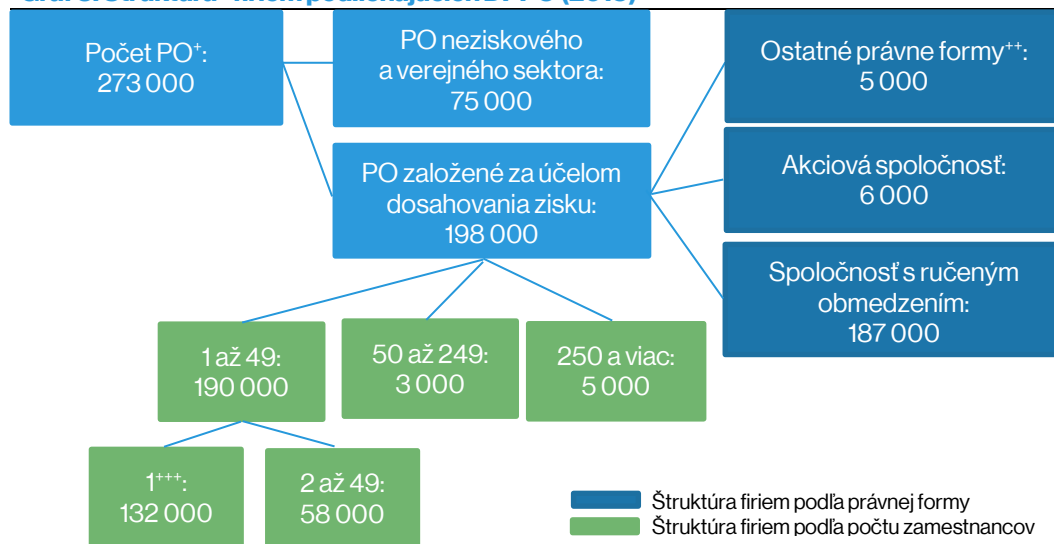 Počet PO⁺:
273 000
PO neziskového
a verejného sektora:
75 000
Ostatné právne formy⁺⁺:
5 000
PO založené za účelom
dosahovania zisku:
198 000
Akciová spoločnosť:
6 000
Spoločnosť s ručeným
obmedzením:
187 000
1 až 49:
190 000
50 až 249:
3 000
250 a viac:
5 000
1⁺⁺⁺:
132 000
2 až 49:
58 000
Štruktúra firiem podľa právnej formy
Štruktúra firiem podľa počtu zamestnancov